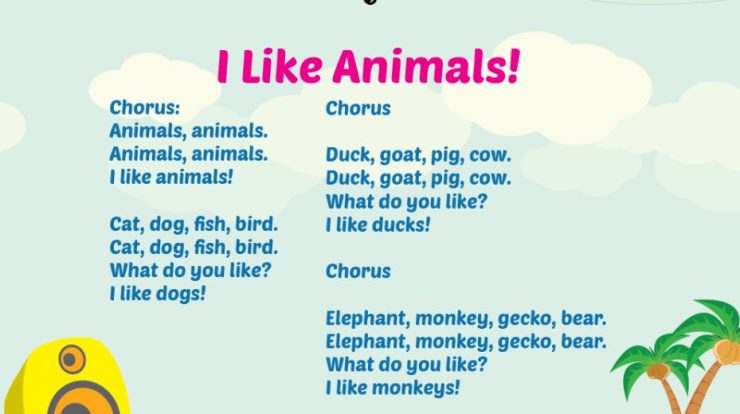 I Like Animals!
Chorus:
Animals, animals.
Animals, animals.
I like animals!
Cat, dog, fish, bird.
Cat, dog, fish, bird.
What do you like?
I like dogs!
Chorus
Duck, goat, pig, cow.
Duck, goat, pig, cow.
What do you like?
I like ducks!
Chorus
Elephant, monkey, gecko, bear.
Elephant, monkey, gecko, bear.
What do you like?
I like monkeys!